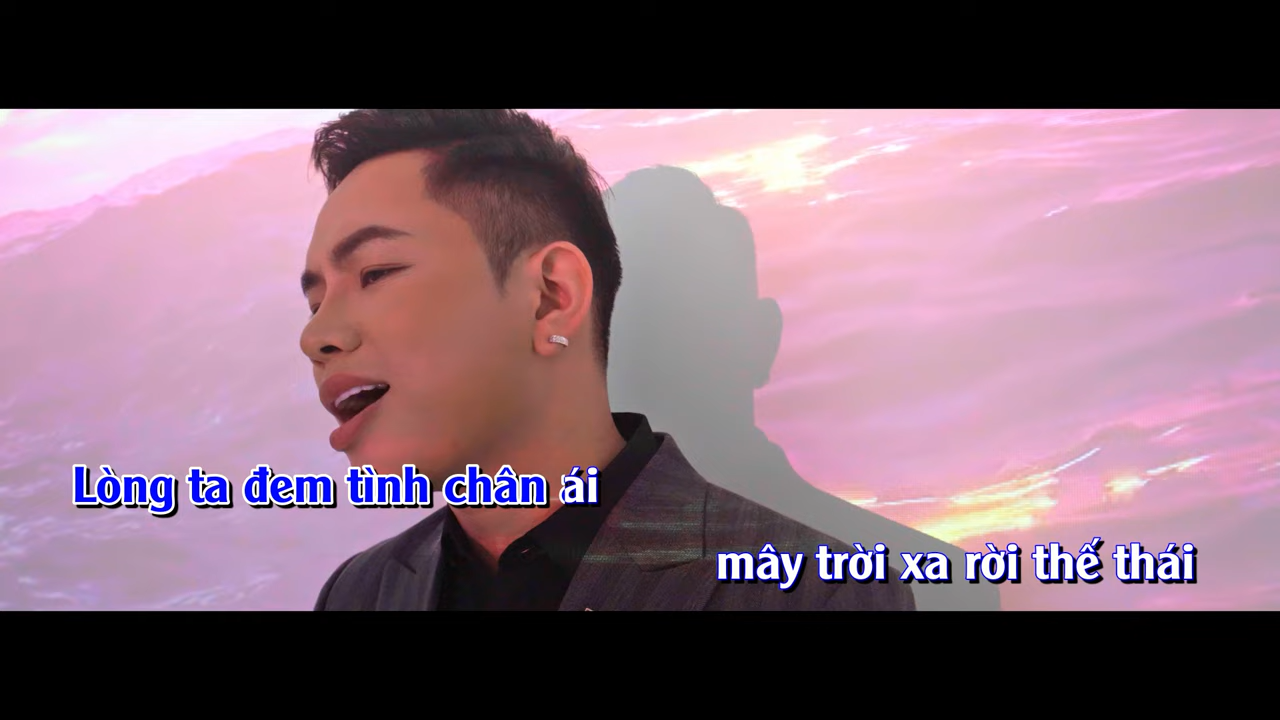 Lòng ta đem tình chân ái
mây trời xa rời thế thái